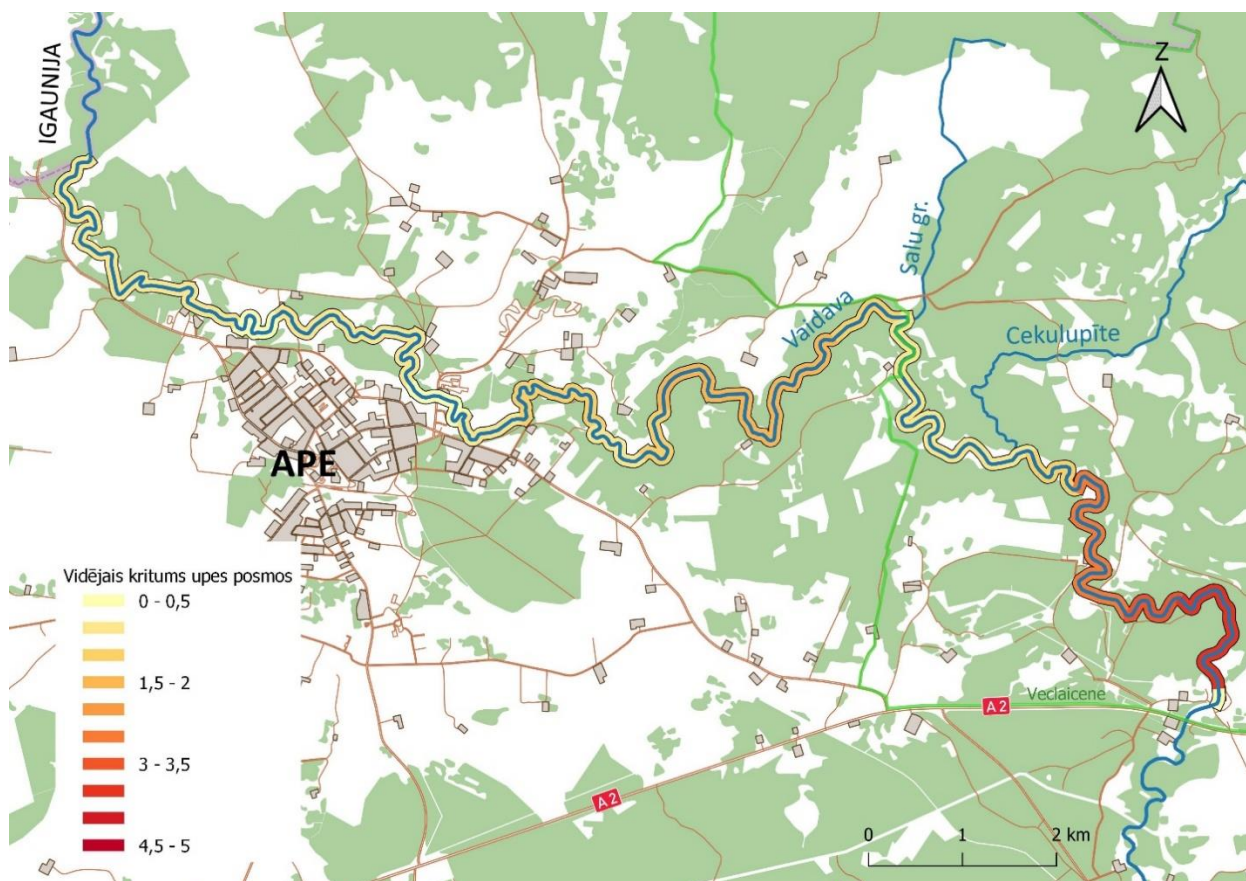 IGAUNIJA
Z
Salu gr.
Vaidava
Cekulupīte
APE
Vidējais kritums upes posmos
0 - 0,5
1,5 - 2
3 - 3,5
4,5 - 5
Veclaicene
A 2
A 2
0 1 2 km